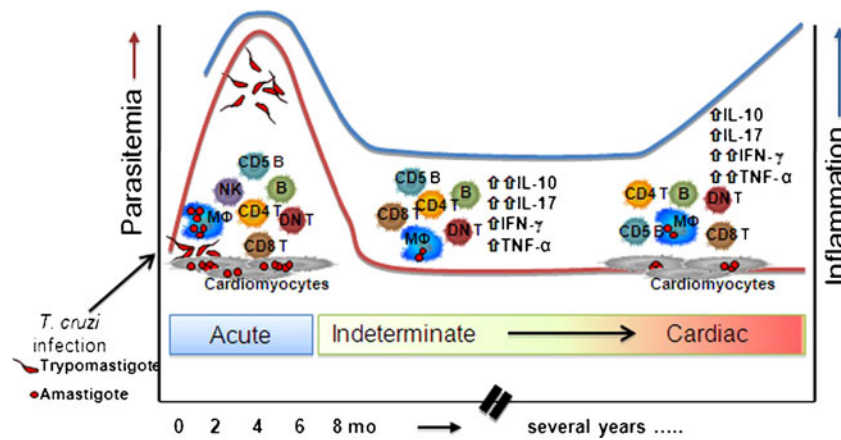 Parasitemia
Inflammation
CD5 B
NK
B
MΦ
CD4 T
DN T
CD8 T
Cardiomyocytes
CD5 B
B
CD4 T
CD8 T
DN T
MΦ
⇧⇧IL-10
⇧⇧IL-17
⇧IFN-γ
⇧TNF-α
⇧IL-10
⇧IL-17
⇧⇧IFN-γ
⇧⇧TNF-α
CD4 T
B
DN T
CD5 B
MΦ
CD8 T
Cardiomyocytes
T. cruzi
infection
Trypomastigote
Amastigote
Acute
Indeterminate
Cardiac
0 2 4 6 8 mo
several years .....